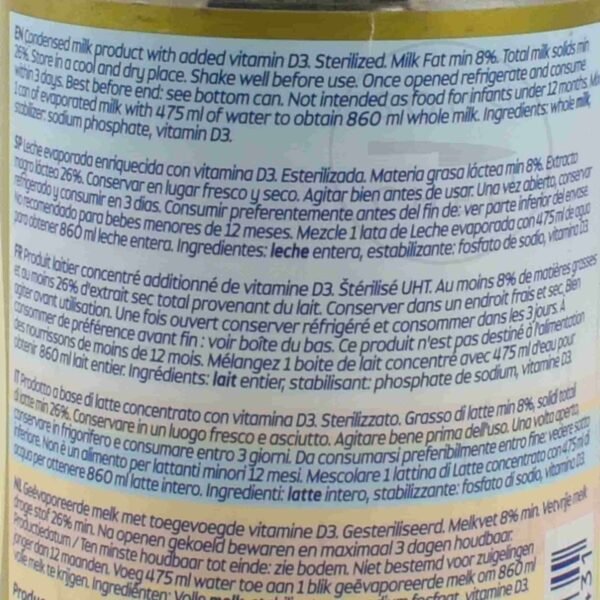 EN Condensed milk product with added vitamin D3. Sterilized. Milk Fat min 8%. Total milk solids min
26%. Store in a cool and dry place. Shake well before use. Once opened refrigerate and consume
within 3 days. Best before end: see bottom can. Not intended as food for infants under 12 months. Mix
1 can of evaporated milk with 475 ml of water to obtain 860 ml whole milk. Ingredients: whole milk,
stabilizer: sodium phosphate, vitamin D3.
SP Leche evaporada enriquecida con vitamina D3. Esterilizada. Materia grasa láctea min 8%. Extracto
magro láctea 26%. Conservar en lugar fresco y seco. Agitar bien antes de usar. Una vez abierto, conservar
refrigerado y consumir en 3 días. Consumir preferentemente antes del fin de: ver parte inferior del envase.
No recomendado para bebes menores de 12 meses. Mezcle 1 lata de Leche evaporada con 475 ml de agua
para obtener 860 ml leche entera. Ingredientes: leche entera, estabilizante: fosfato de sodio, vitamina D3.
FR Produit laitier concentré additionné de vitamine D3. Štérilisé UHT. Au moins 8% de matières grasses
et au moins 26% d'extrait sec total provenant du lait. Conserver dans un endroit frais et sec. Bien
agiter avant utilisation. Une fois ouvert conserver réfrigéré et consommer dans les 3 jours. À
consommer de préférence avant fin : voir boîte du bas. Ce produit n'est pas destiné à l'alimentation
des nourrissons de moins de 12 mois. Mélangez 1 boite de lait concentré avec 475 ml d'eau pour
obtenir 860 ml lait entier. Ingrédients: lait entier, stabilisant: phosphate de sodium, vitamine D3.
IT Prodotto a base di latte concentrato con vitamina D3. Sterilizzato. Grasso di latte min 8%, solid total
di latte min 26%. Conservare in un luogo fresco e asciutto. Agitare bene prima dell'uso. Una volta aperto,
conservare in frigorifero e consumare entro 3 giorni. Da consumarsi preferibilmente entro fine: vedere sotto
inferiore. Non è un alimento per lattanti minori 12 mesi. Mescolare 1 lattina di Latte concentrato con 475 ml di
acqua per ottenere 860 ml latte intero. Ingredienti: latte intero, stabilizzante: fosfato di sodio, vitamina D3.
NL Geëvaporeerde melk met toegevoegde vitamine D3. Gesteriliseerd. Melkvet 8% min. Vetvrije melk
droge stof 26% min. Na openen gekoeld bewaren en maximaal 3 dagen houdbaar.
Productiedatum / Ten minste houdbaar tot einde: zie bodem. Niet bestemd voor zuigelingen
jonger dan 12 maanden. Voeg 475 ml water toe aan 1 blik geëvaporeerde melk om 860 ml
volle melk te krijgen. Ingrediënten: Volle melk, fosfaat, vitamine D3.
431